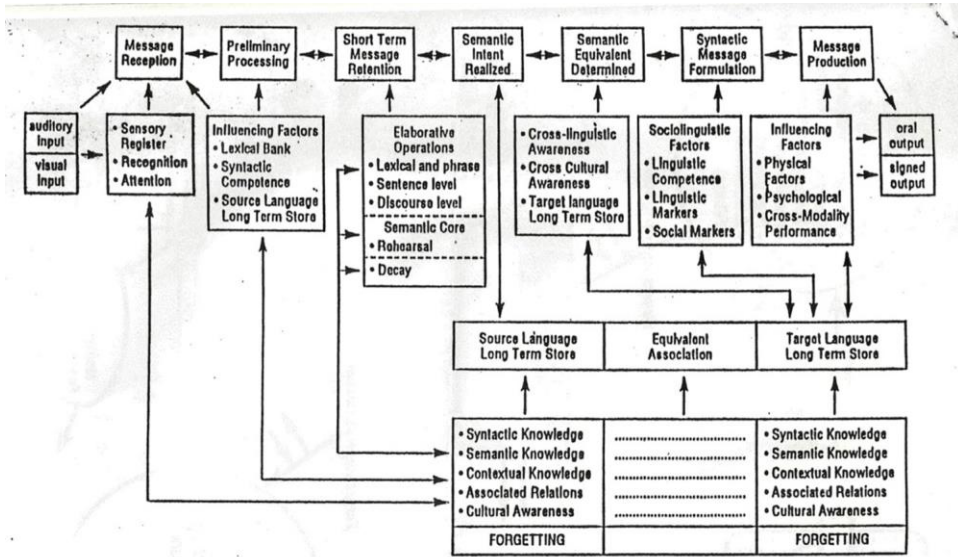 Message
Reception
Preliminary
Processing
Short Term
Message
Retention
Semantic
Intent
Realized
Semantic
Equivalent
Determined
Syntactic
Message
Formulation
Message
Production
auditory
input
visual
input
• Sensory
Register
• Recognition
• Attention
Influencing Factors
• Lexical Bank
• Syntactic
Competence
• Source Language
Long Term Store
Elaborative
Operations
• Lexical and phrase
• Sentence level
• Discourse level
Semantic Core
• Rehearsal
• Decay
• Cross-linguistic
Awareness
• Cross Cultural
Awareness
• Target language
Long Term Store
Sociolinguistic
Factors
• Linguistic
Competence
• Linguistic
Markers
• Social Markers
Influencing
Factors
• Physical
Factors
• Psychological
• Cross-Modality
Performance
oral
output
signed
output
Source Language
Long Term Store
Equivalent
Association
Target Language
Long Term Store
• Syntactic Knowledge
• Semantic Knowledge
• Contextual Knowledge
• Associated Relations
• Cultural Awareness
FORGETTING
• Syntactic Knowledge
• Semantic Knowledge
• Contextual Knowledge
• Associated Relations
• Cultural Awareness
FORGETTING